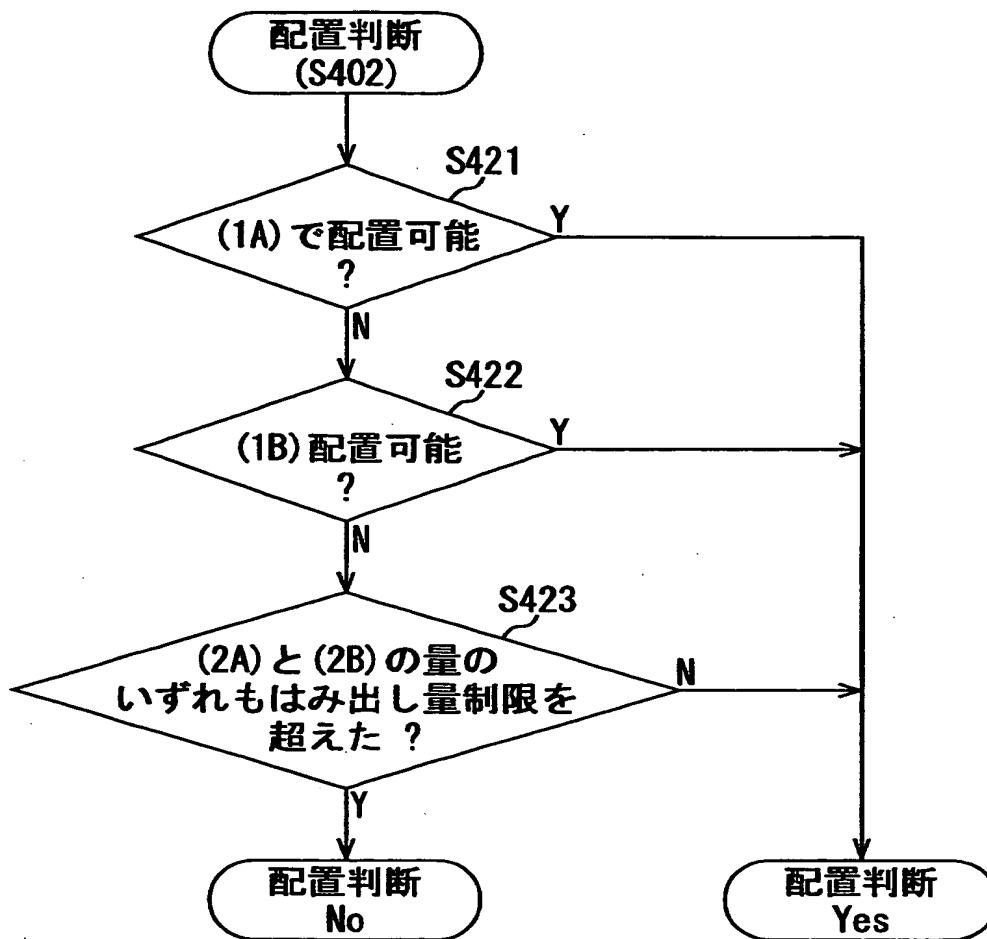 配置判断
(S402)
S421
(1A)で配置可能
?
Y
N
S422
(1B)配置可能
?
Y
N
S423
(2A)と(2B)の量の
いずれもはみ出し量制限を
超えた ?
N
Y
配置判断
No
配置判断
Yes